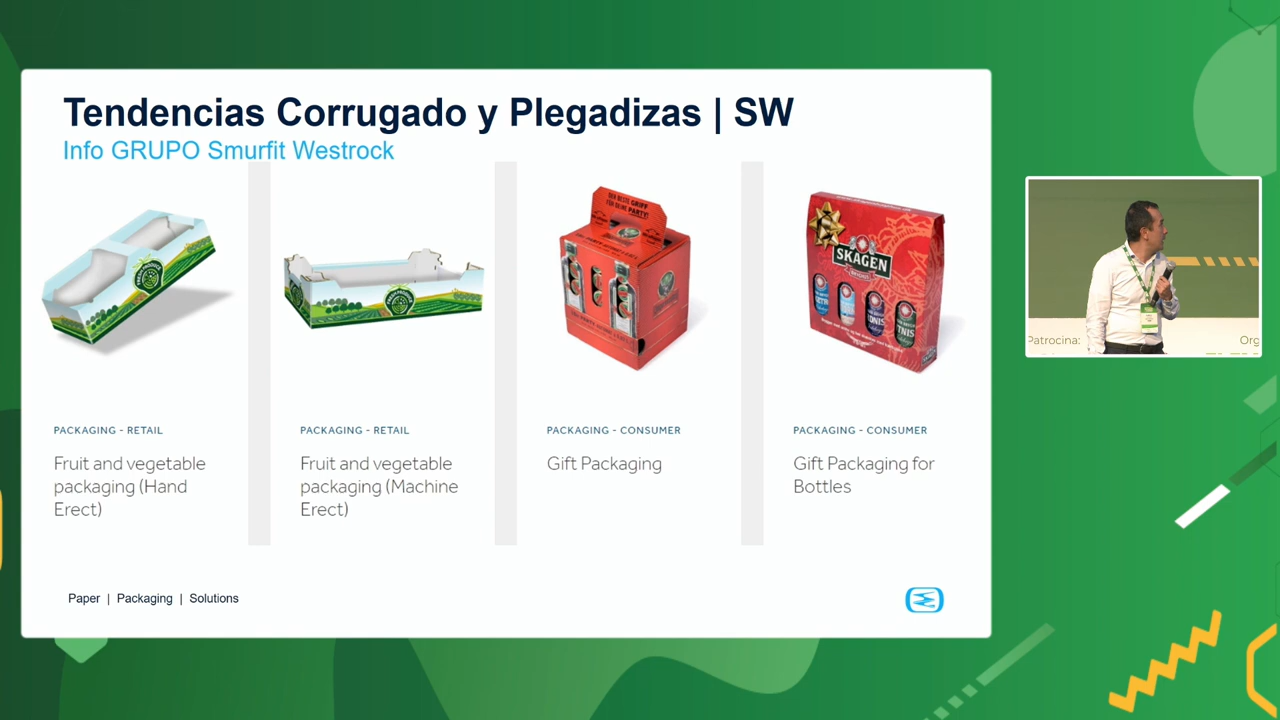 Tendencias Corrugado y Plegadizas | SW
Info GRUPO Smurfit Westrock
SKAGEN
PACKAGING - RETAIL
Fruit and vegetable
packaging (Hand
Erect)
PACKAGING - RETAIL
Fruit and vegetable
packaging (Machine
Erect)
PACKAGING - CONSUMER
Gift Packaging
PACKAGING - CONSUMER
Gift Packaging for
Bottles
Paper | Packaging | Solutions
Patrocina:
Org